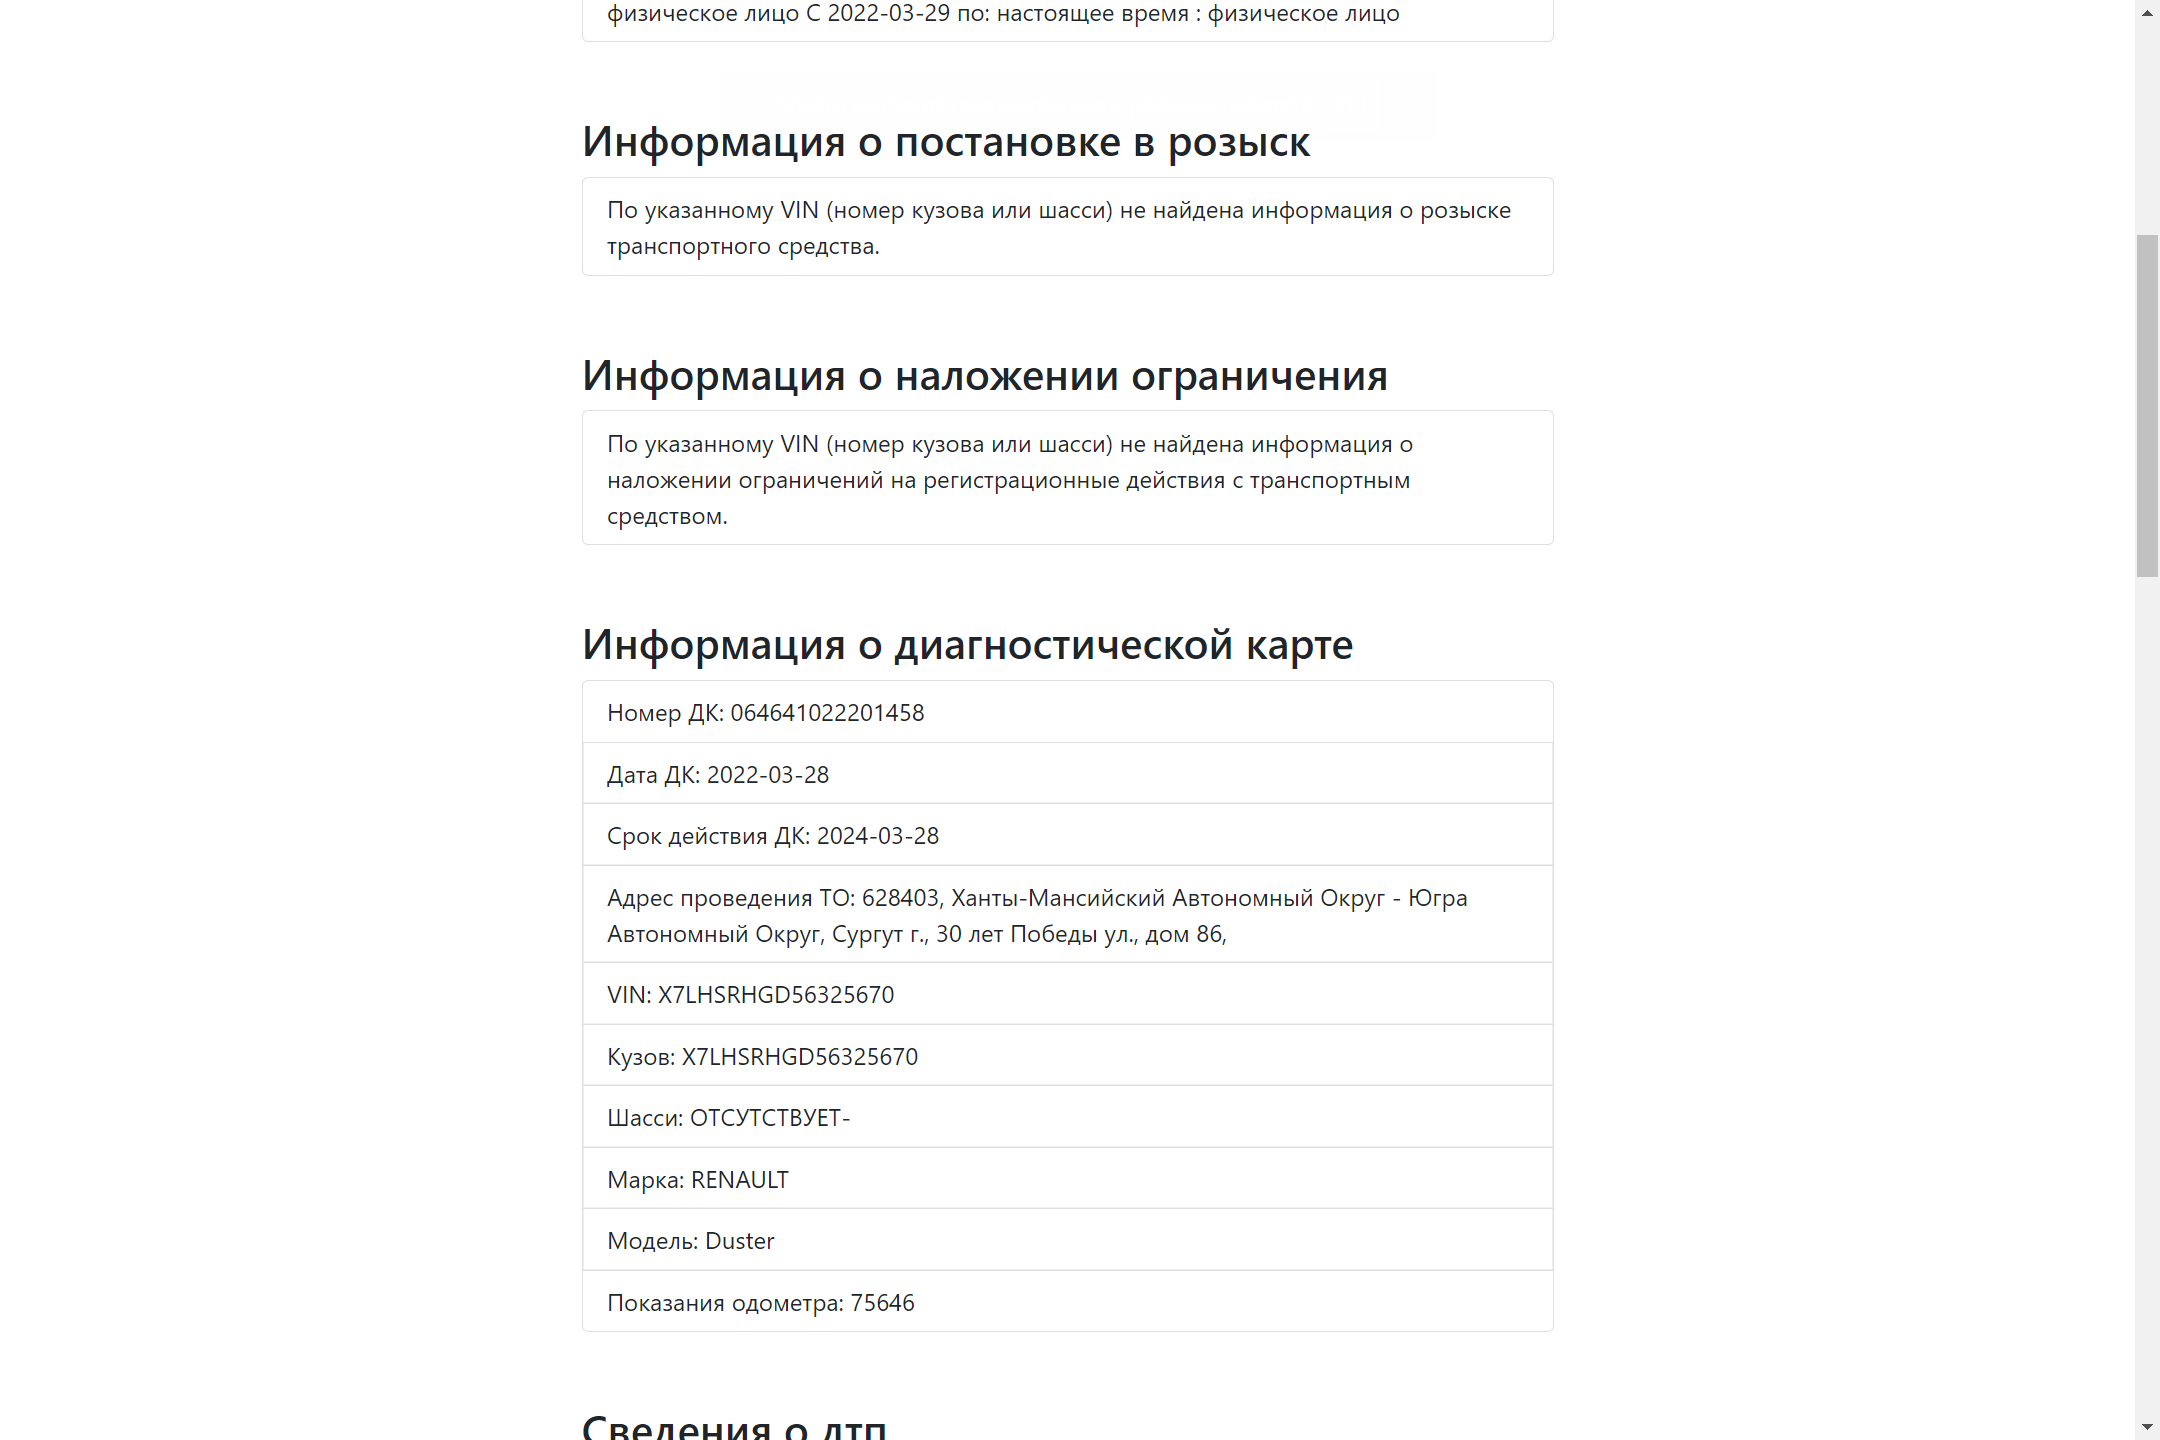 физическое лицо С 2022-03-29 по: настоящее время : физическое лицо
Информация о постановке в розыск
По указанному VIN (номер кузова или шасси) не найдена информация о розыске
транспортного средства.
Информация о наложении ограничения
По указанному VIN (номер кузова или шасси) не найдена информация о
наложении ограничений на регистрационные действия с транспортным
средством.
Информация о диагностической карте
Номер ДК: 064641022201458
Дата ДК: 2022-03-28
Срок действия ДК: 2024-03-28
Адрес проведения ТО: 628403, Ханты-Мансийский Автономный Округ - Югра
Автономный Округ, Сургут г., 30 лет Победы ул., дом 86,
VIN: X7LHSRHGD56325670
Кузов: X7LHSRHGD56325670
Шасси: ОТСУТСТВУЕТ-
Марка: RENAULT
Модель: Duster
Показания одометра: 75646
Сведения о дтп